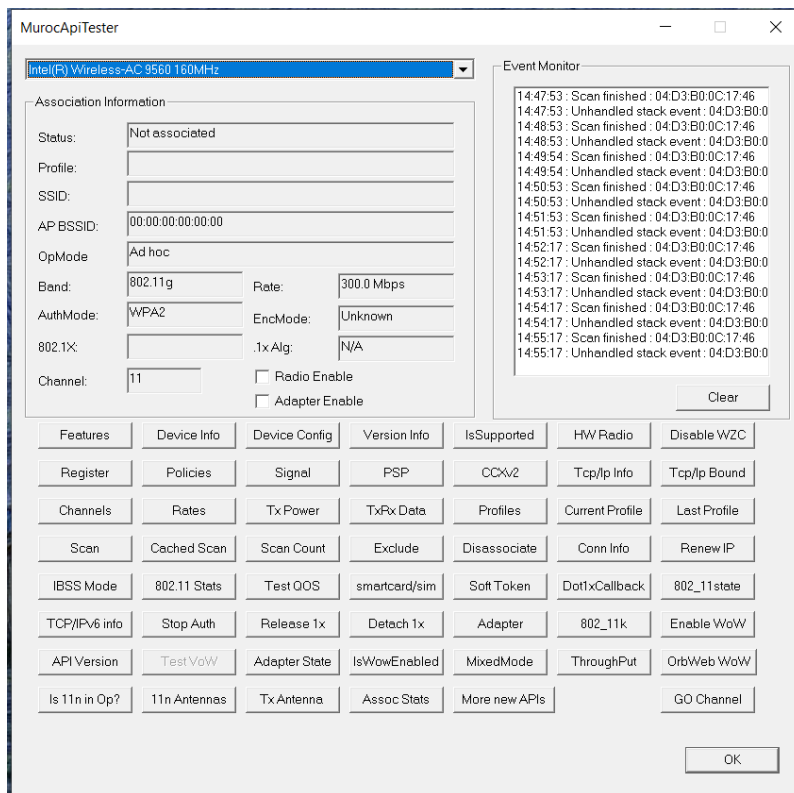 MurocApiTester
Intel(R) Wireless-AC 9560 160MHz
Association Information
Status: Not associated
Profile:
SSID:
AP BSSID: 00:00:00:00:00:00
OpMode Ad hoc
Band: 802.11g Rate: 300.0 Mbps
AuthMode: WPA2 EncMode: Unknown
802.1X: .1x Alg: N/A
Channel: 11 Radio Enable
Adapter Enable
Event Monitor
14:47:53 : Scan finished : 04:D3:B0:0C:17:46
14:47:53 : Unhandled stack event : 04:D3:B0:0
14:48:53 : Scan finished : 04:D3:B0:0C:17:46
14:48:53 : Unhandled stack event : 04:D3:B0:0
14:49:54 : Scan finished : 04:D3:B0:0C:17:46
14:49:54 : Unhandled stack event : 04:D3:B0:0
14:50:53 : Scan finished : 04:D3:B0:0C:17:46
14:50:53 : Unhandled stack event : 04:D3:B0:0
14:51:53 : Scan finished : 04:D3:B0:0C:17:46
14:51:53 : Unhandled stack event : 04:D3:B0:0
14:52:17 : Scan finished : 04:D3:B0:0C:17:46
14:52:17 : Unhandled stack event : 04:D3:B0:0
14:53:17 : Scan finished : 04:D3:B0:0C:17:46
14:53:17 : Unhandled stack event : 04:D3:B0:0
14:54:17 : Scan finished : 04:D3:B0:0C:17:46
14:54:17 : Unhandled stack event : 04:D3:B0:0
14:55:17 : Scan finished : 04:D3:B0:0C:17:46
14:55:17 : Unhandled stack event : 04:D3:B0:0
Clear
Features Device Info Device Config Version Info IsSupported HW Radio Disable WZC
Register Policies Signal PSP CCXv2 Tcp/Ip Info Tcp/Ip Bound
Channels Rates Tx Power TxRx Data Profiles Current Profile Last Profile
Scan Cached Scan Scan Count Exclude Disassociate Conn Info Renew IP
IBSS Mode 802.11 Stats Test QOS smartcard/sim Soft Token Dot1xCallback 802_11state
TCP/IPv6 info Stop Auth Release 1x Detach 1x Adapter 802_11k Enable WoW
API Version Test VoW Adapter State IsWowEnabled MixedMode ThroughPut OrbWeb WoW
Is 11n in Op? 11n Antennas Tx Antenna Assoc Stats More new APIs GO Channel
OK